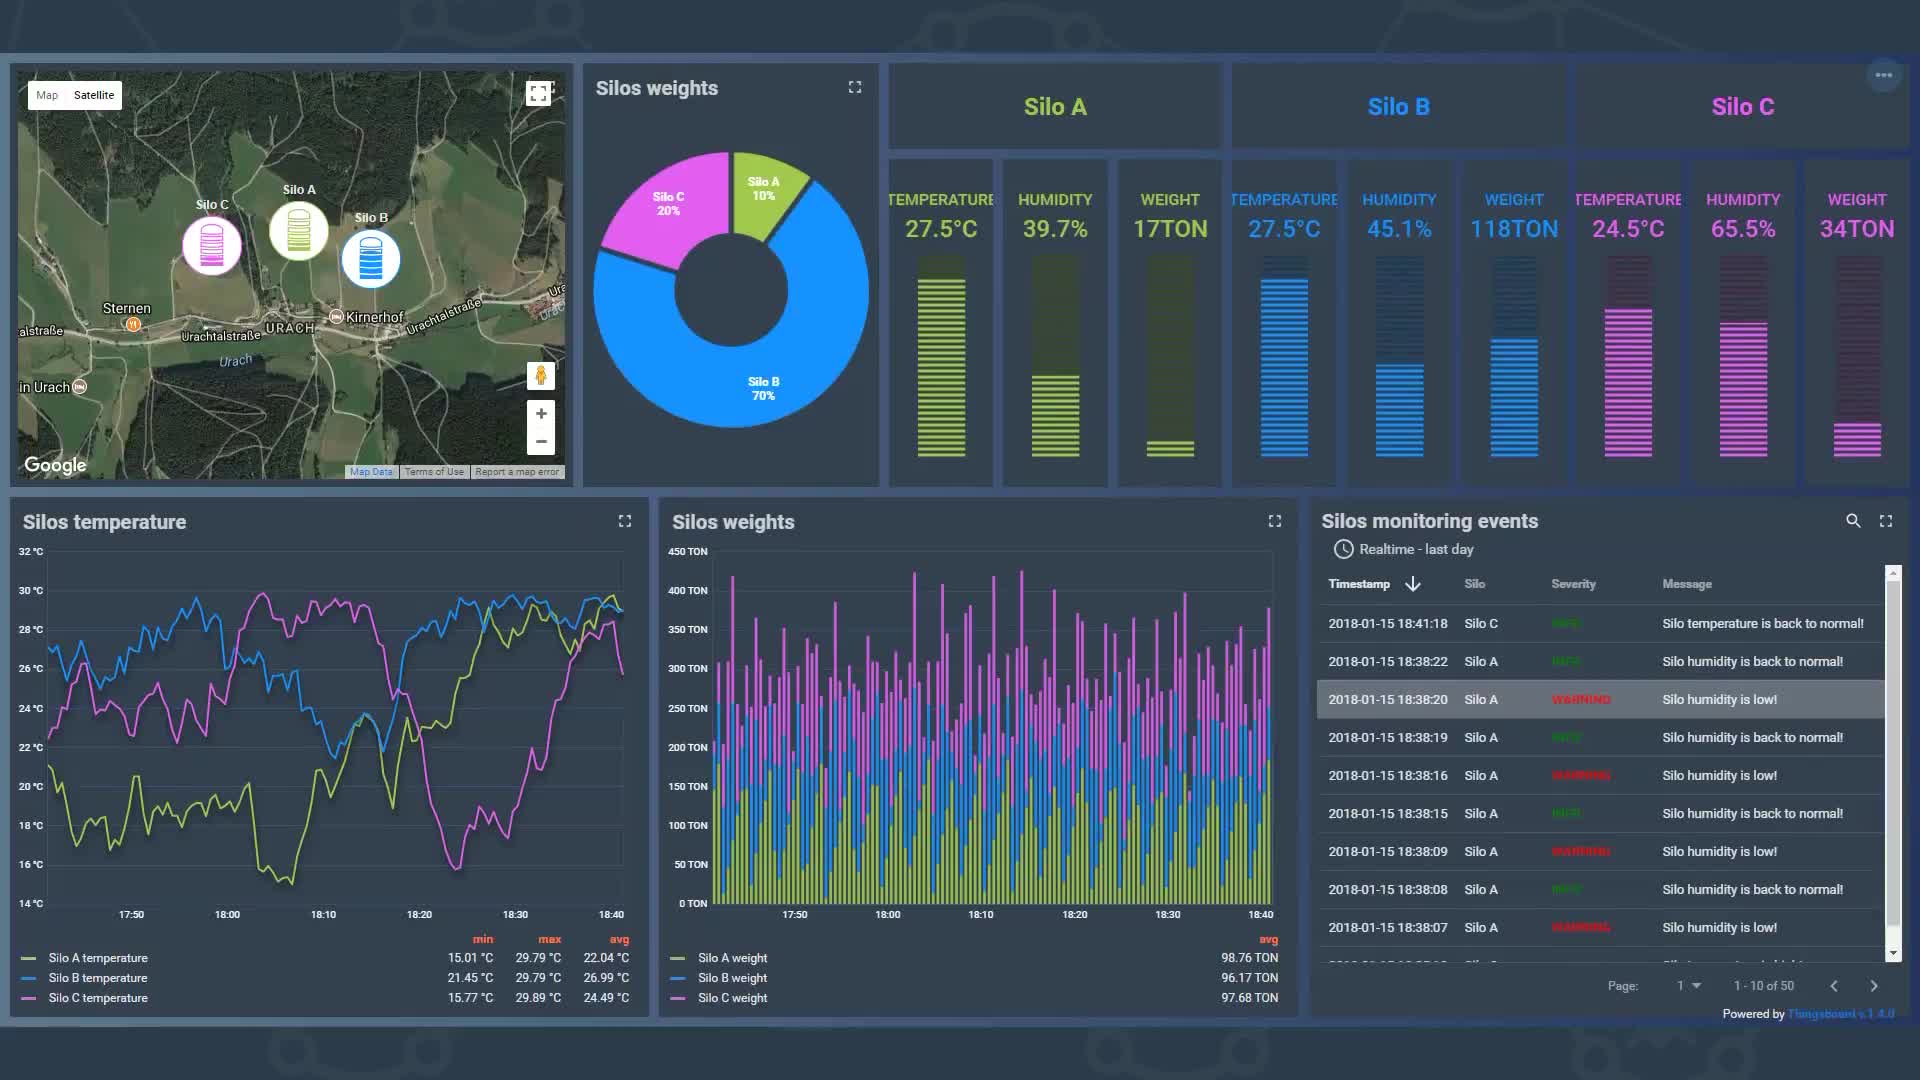 Map Satellite
Silo A
Silo C
Silo B
Sternen
Kirnerhof
Urachtalstraße
alstraße
URACH
Urachtalstraße
Urach
in Urach
Google
Map Data
Terms of Use
Report a map error
Silos weights
Silo A
10%
Silo C
20%
Silo B
70%
Silo A
Silo B
Silo C
TEMPERATURE
27.5°C
HUMIDITY
39.7%
WEIGHT
17TON
TEMPERATURE
27.5°C
HUMIDITY
45.1%
WEIGHT
118TON
TEMPERATURE
24.5°C
HUMIDITY
65.5%
WEIGHT
34TON
Silos temperature
32 °C
30 °C
28 °C
26 °C
24 °C
22 °C
20 °C
18 °C
16 °C
14 °C
17:50 18:00 18:10 18:20 18:30 18:40
min max avg
Silo A temperature 15.01 °C 29.79 °C 22.04 °C
Silo B temperature 21.45 °C 29.79 °C 26.99 °C
Silo C temperature 15.77 °C 29.89 °C 24.49 °C
Silos weights
450 TON
400 TON
350 TON
300 TON
250 TON
200 TON
150 TON
100 TON
50 TON
0 TON
17:50 18:00 18:10 18:20 18:30 18:40
avg
Silo A weight 98.76 TON
Silo B weight 96.17 TON
Silo C weight 97.68 TON
Silos monitoring events
Realtime - last day
Timestamp Silo Severity Message
2018-01-15 18:41:18 Silo C INFO Silo temperature is back to normal!
2018-01-15 18:38:22 Silo A INFO Silo humidity is back to normal!
2018-01-15 18:38:20 Silo A WARNING Silo humidity is low!
2018-01-15 18:38:19 Silo A INFO Silo humidity is back to normal!
2018-01-15 18:38:16 Silo A WARNING Silo humidity is low!
2018-01-15 18:38:15 Silo A INFO Silo humidity is back to normal!
2018-01-15 18:38:09 Silo A WARNING Silo humidity is low!
2018-01-15 18:38:08 Silo A INFO Silo humidity is back to normal!
2018-01-15 18:38:07 Silo A WARNING Silo humidity is low!
Page: 1 1 - 10 of 50
Powered by Thingsboard v.1.4.0